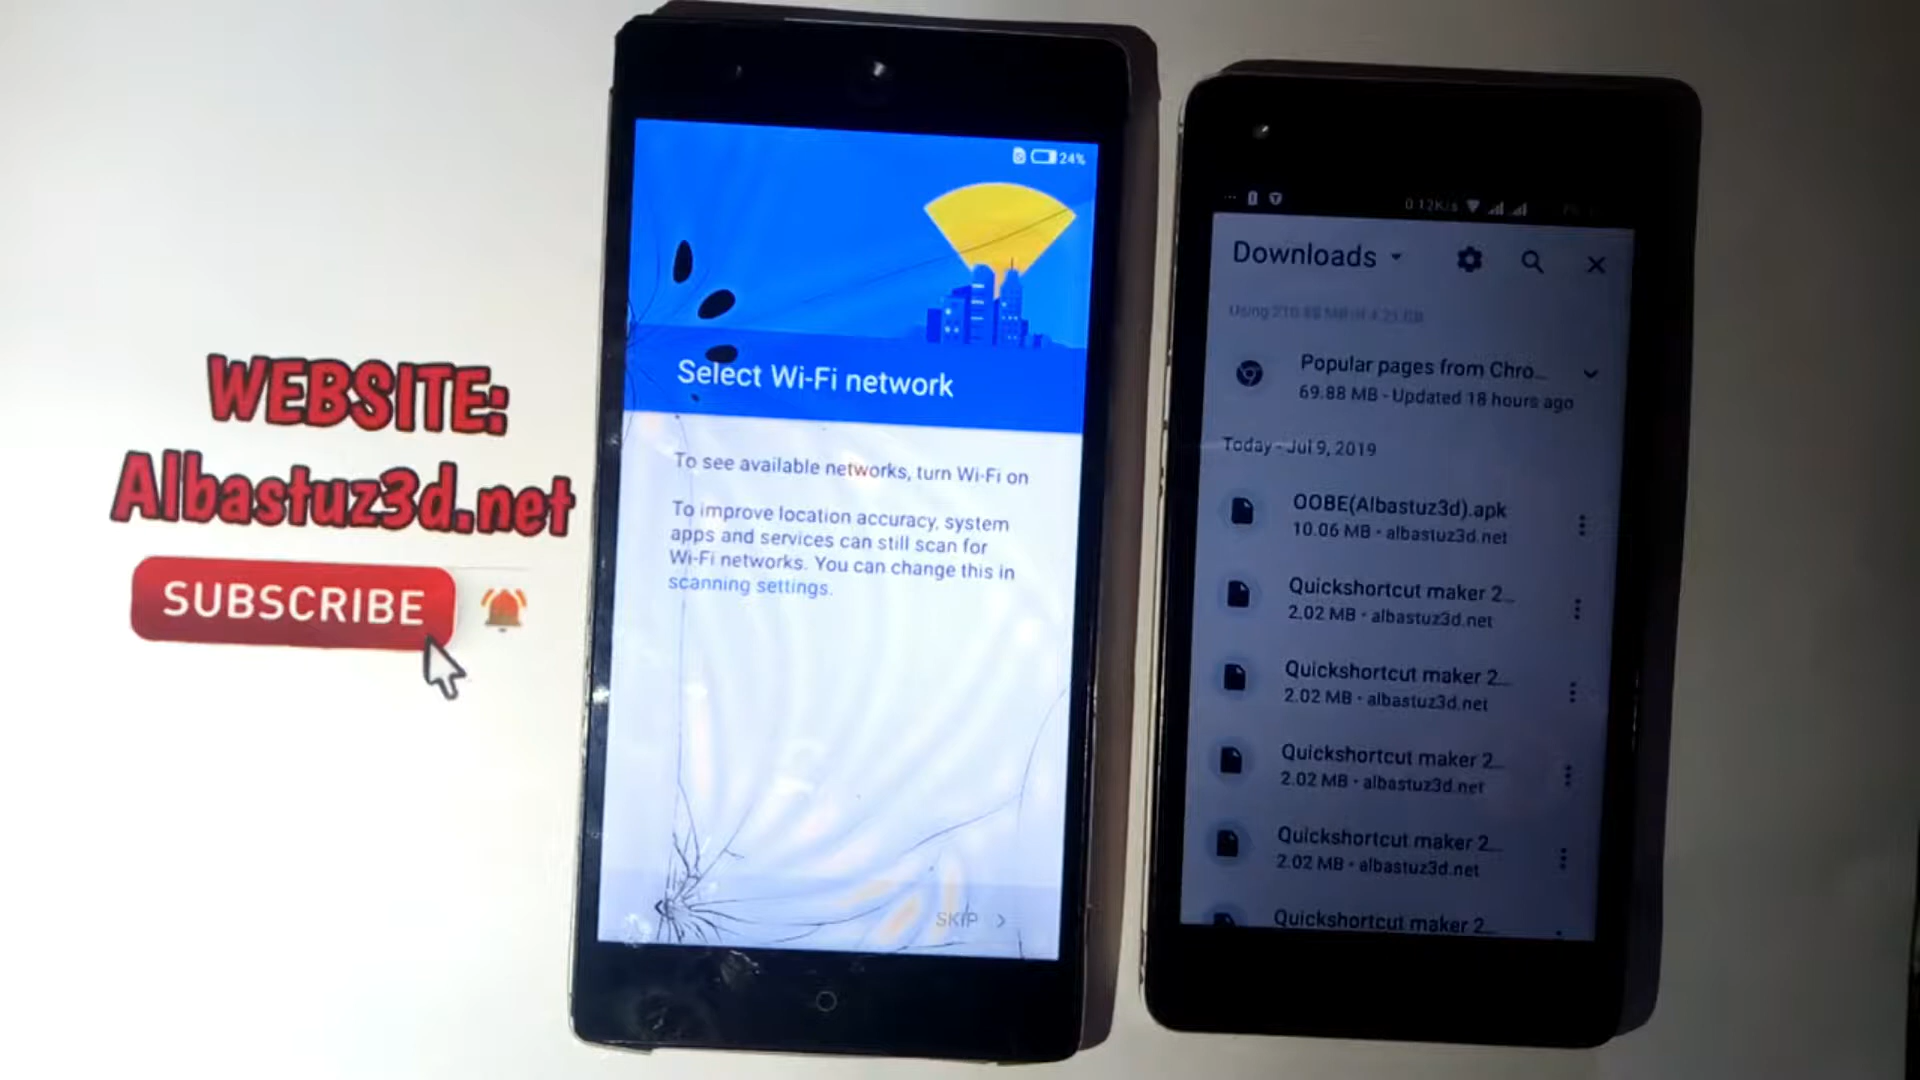 WEBSITE:
Albastuz3d.net
SUBSCRIBE
24%
Select Wi-Fi network
To see available networks, turn Wi-Fi on
To improve location accuracy, system
apps and services can still scan for
Wi-Fi networks. You can change this in
scanning settings.
SKIP
0.12K/s
Downloads
Popular pages from Chro...
69.88 MB - Updated 18 hours ago
Today - Jul 9, 2019
OOBE(Albastuz3d).apk
10.06 MB • albastuz3d.net
Quickshortcut maker 2...
2.02 MB • albastuz3d.net
Quickshortcut maker 2...
2.02 MB • albastuz3d.net
Quickshortcut maker 2...
2.02 MB • albastuz3d.net
Quickshortcut maker 2...
2.02 MB • albastuz3d.net
Quickshortcut maker 2...